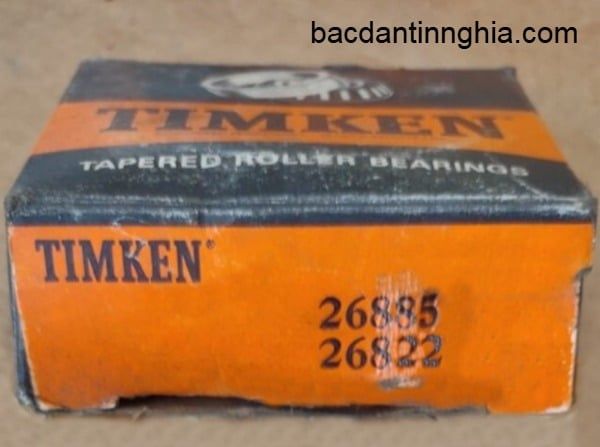 bacdantinnghia.com
TIMKEN
TAPERED ROLLER BEARINGS
TIMKEN®
26885
26822